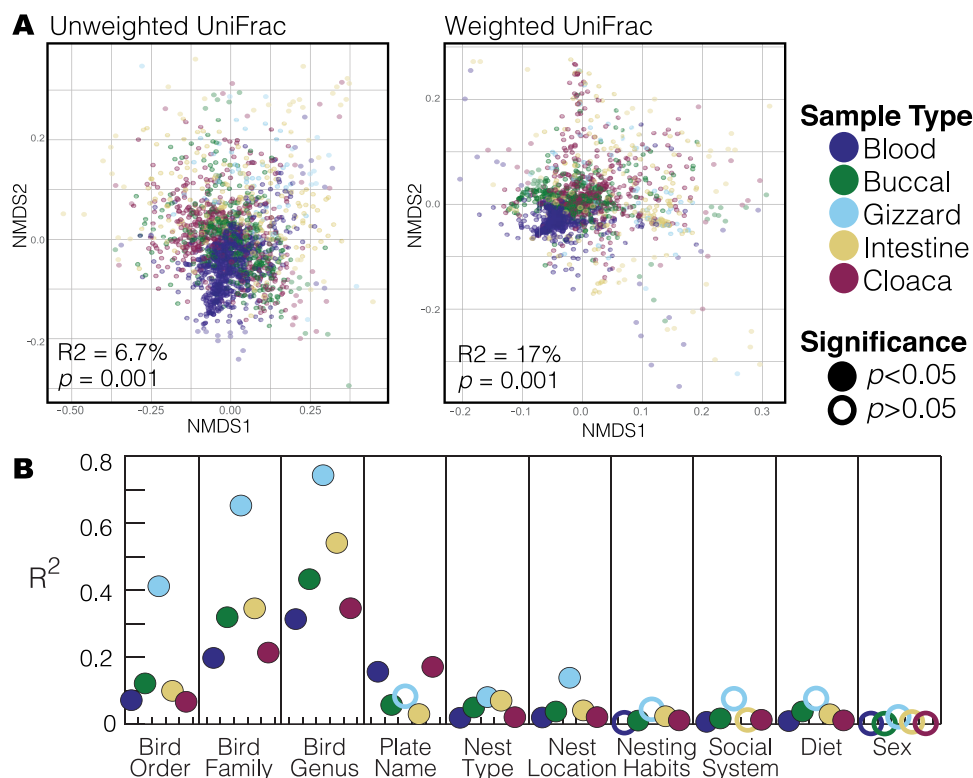 A Unweighted UniFrac
Weighted UniFrac
NMDS2
0.2
0.0
-0.2
R2 = 6.7%
p = 0.001
-0.50 -0.25 0.00 0.25
NMDS1
NMDS2
0.2
0.0
-0.2
R2 = 17%
p = 0.001
-0.2 -0.1 0.0 0.1 0.2 0.3
NMDS1
Sample Type
Blood
Buccal
Gizzard
Intestine
Cloaca
Significance
p<0.05
p>0.05
B
R2
0.8
0.6
0.4
0.2
0
Bird Order
Bird Family
Bird Genus
Plate Name
Nest Type
Nest Location
Nesting Habits
Social System
Diet
Sex